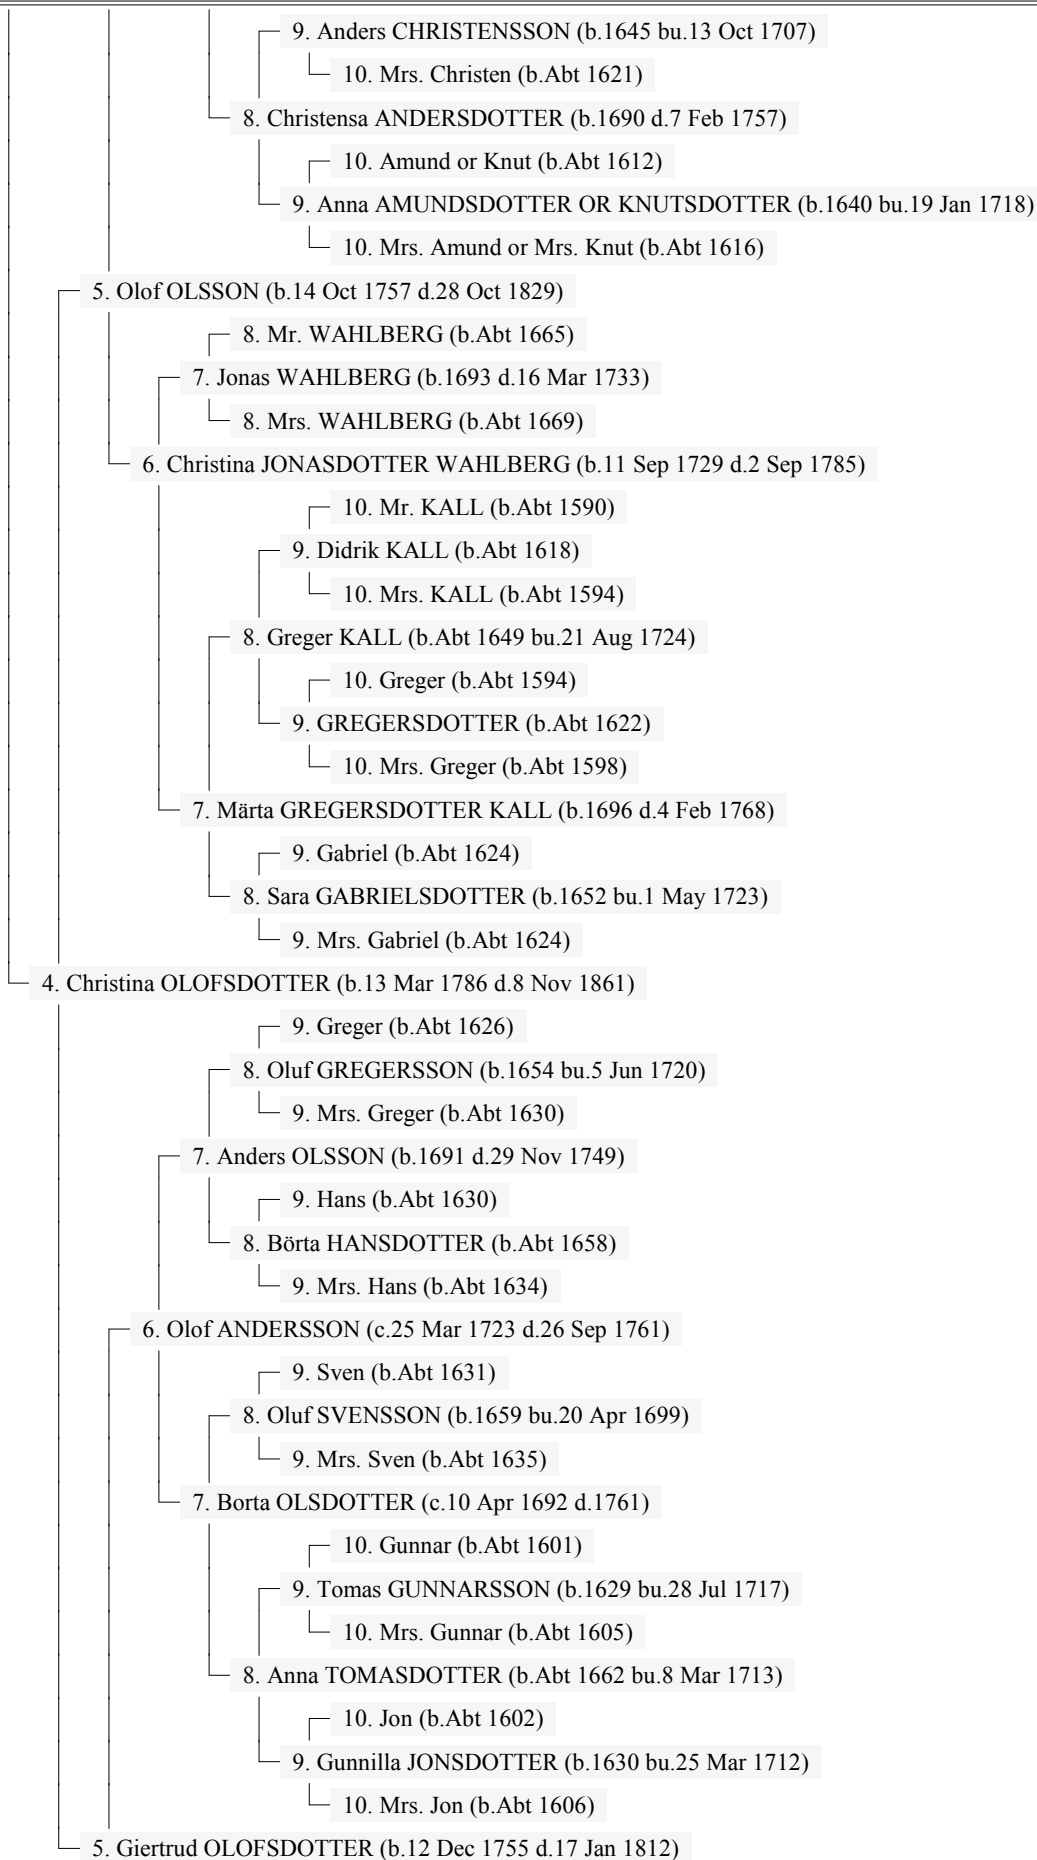 9. Anders CHRISTENSSON (b.1645 bu.13 Oct 1707)
10. Mrs. Christen (b.Abt 1621)
8. Christensa ANDERSDOTTER (b.1690 d.7 Feb 1757)
10. Amund or Knut (b.Abt 1612)
9. Anna AMUNDSDOTTER OR KNUTSDOTTER (b.1640 bu.19 Jan 1718)
10. Mrs. Amund or Mrs. Knut (b.Abt 1616)
5. Olof OLSSON (b.14 Oct 1757 d.28 Oct 1829)
8. Mr. WAHLBERG (b.Abt 1665)
7. Jonas WAHLBERG (b.1693 d.16 Mar 1733)
8. Mrs. WAHLBERG (b.Abt 1669)
6. Christina JONASDOTTER WAHLBERG (b.11 Sep 1729 d.2 Sep 1785)
10. Mr. KALL (b.Abt 1590)
9. Didrik KALL (b.Abt 1618)
10. Mrs. KALL (b.Abt 1594)
8. Greger KALL (b.Abt 1649 bu.21 Aug 1724)
10. Greger (b.Abt 1594)
9. GREGERSDOTTER (b.Abt 1622)
10. Mrs. Greger (b.Abt 1598)
7. Märta GREGERSDOTTER KALL (b.1696 d.4 Feb 1768)
9. Gabriel (b.Abt 1624)
8. Sara GABRIELSDOTTER (b.1652 bu.1 May 1723)
9. Mrs. Gabriel (b.Abt 1624)
4. Christina OLOFSDOTTER (b.13 Mar 1786 d.8 Nov 1861)
9. Greger (b.Abt 1626)
8. Oluf GREGERSSON (b.1654 bu.5 Jun 1720)
9. Mrs. Greger (b.Abt 1630)
7. Anders OLSSON (b.1691 d.29 Nov 1749)
9. Hans (b.Abt 1630)
8. Börta HANSDOTTER (b.Abt 1658)
9. Mrs. Hans (b.Abt 1634)
6. Olof ANDERSSON (c.25 Mar 1723 d.26 Sep 1761)
9. Sven (b.Abt 1631)
8. Oluf SVENSSON (b.1659 bu.20 Apr 1699)
9. Mrs. Sven (b.Abt 1635)
7. Borta OLSDOTTER (c.10 Apr 1692 d.1761)
10. Gunnar (b.Abt 1601)
9. Tomas GUNNARSSON (b.1629 bu.28 Jul 1717)
10. Mrs. Gunnar (b.Abt 1605)
8. Anna TOMASDOTTER (b.Abt 1662 bu.8 Mar 1713)
10. Jon (b.Abt 1602)
9. Gunnilla JONSDOTTER (b.1630 bu.25 Mar 1712)
10. Mrs. Jon (b.Abt 1606)
5. Giertrud OLOFSDOTTER (b.12 Dec 1755 d.17 Jan 1812)